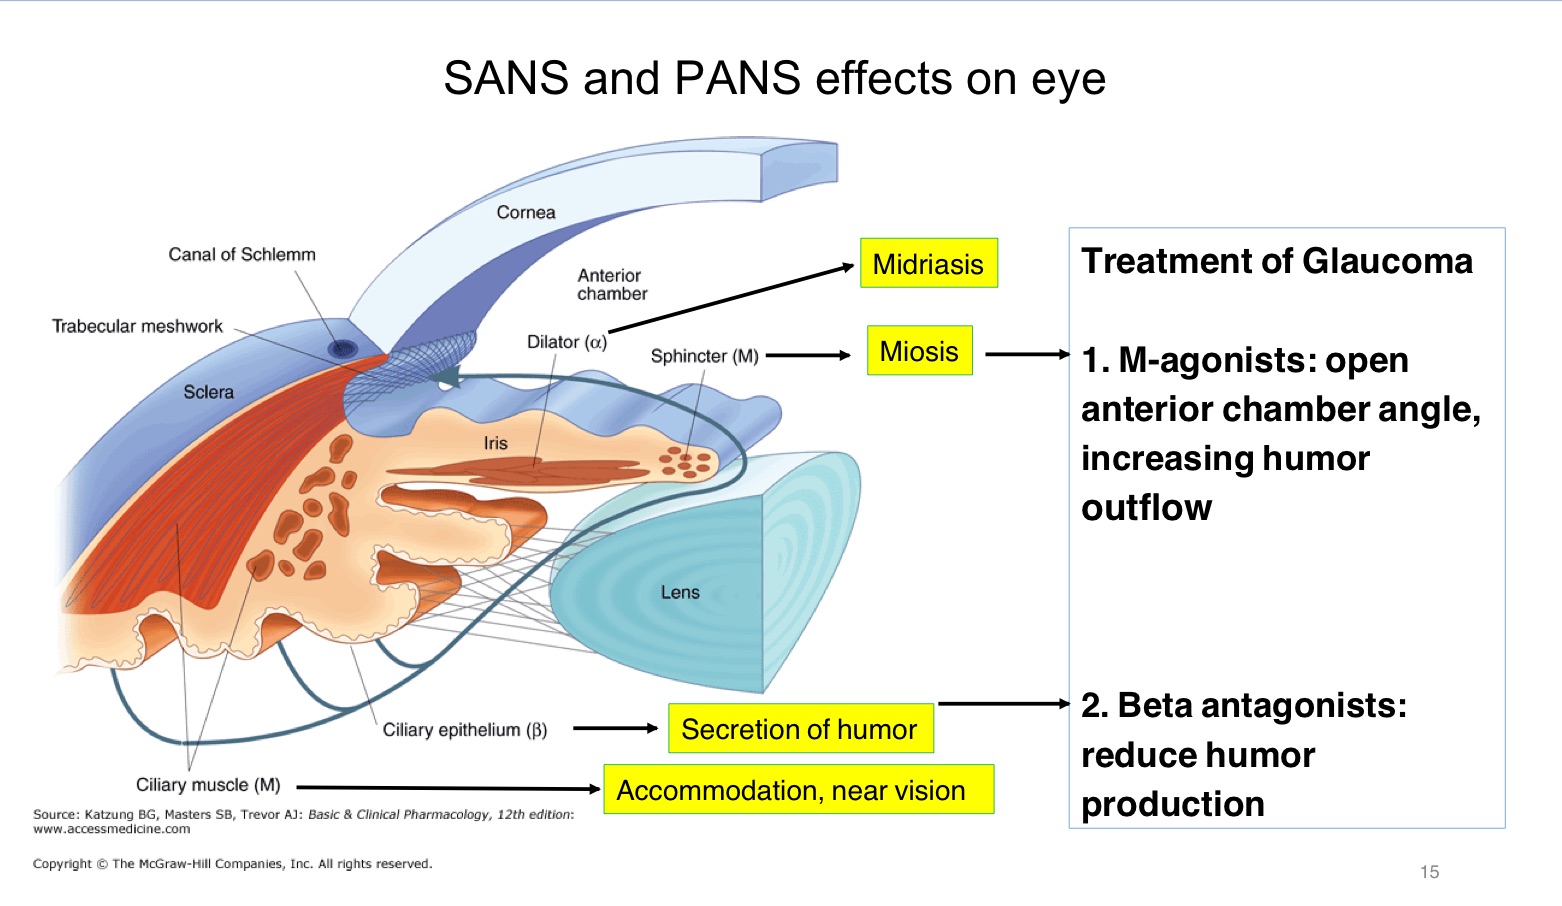 SANS and PANS effects on eye
Cornea
Canal of Schlemm
Anterior
chamber
Midriasis
Trabecular meshwork
Dilator (α)
Sphincter (M)
Miosis
Sclera
Iris
Lens
Ciliary epithelium (β)
Secretion of humor
Ciliary muscle (M)
Accommodation, near vision
Treatment of Glaucoma
1. M-agonists: open
anterior chamber angle,
increasing humor
outflow
2. Beta antagonists:
reduce humor
production
Source: Katzung BG, Masters SB, Trevor AJ: Basic & Clinical Pharmacology, 12th edition:
www.accessmedicine.com
Copyright © The McGraw-Hill Companies, Inc. All rights reserved.
15